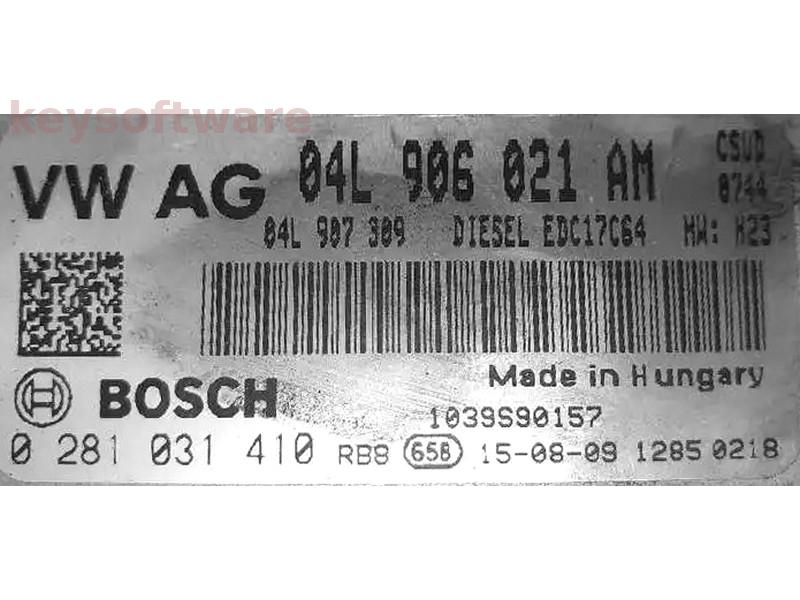 keysoftware
VW AG 04L 906 021 AM CSUD
8744
04L 907 309 DIESEL EDC17C64 HW: H23
Made in Hungary
BOSCH
1039S90157
0 281 031 410 RB8 658 15-08-09 1285 0218